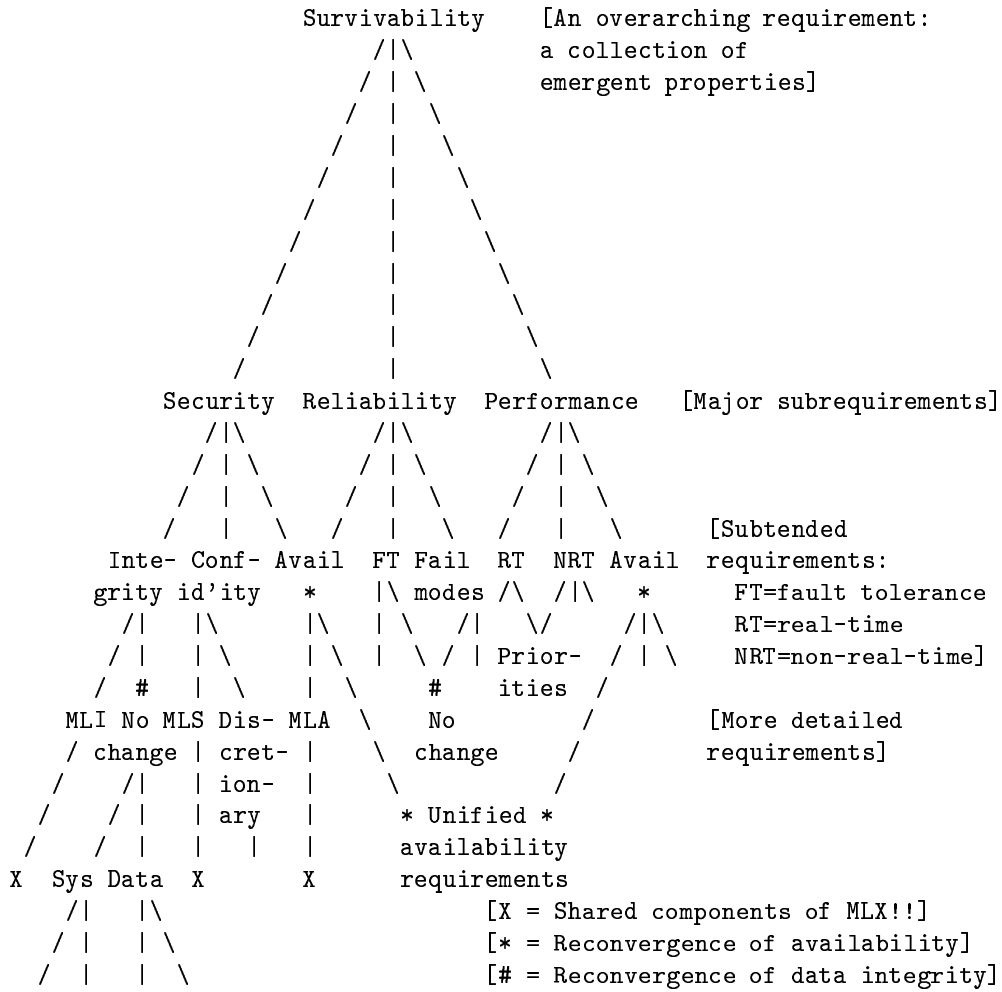 Survivability    [An overarching requirement:
/|\         a collection of
/ | \        emergent properties]
/  |  \
/   |   \
/    |    \
/     |     \
/      |      \
/       |       \
/        |        \
/         |         \
/          |          \
Security  Reliability  Performance   [Major subrequirements]
/|\         /|\         /|\
/ | \       / | \       / | \
/  |  \     /  |  \     /  |  \
/   |   \   /   |   \   /   |   \      [Subtended
Inte- Conf- Avail  FT Fail  RT  NRT Avail  requirements:
grity id'ity   *    |\ modes /\  /|\   *      FT=fault tolerance
/|   |\      |\   | \   /|   \/     /|\     RT=real-time
/ |   | \     | \  |  \ / | Prior-  / | \    NRT=non-real-time]
/  #   |  \    |  \     #    ities  /
MLI No MLS Dis- MLA  \    No         /        [More detailed
/ change | cret- |    \  change     /         requirements]
/    /|   | ion-  |     \           /
/    / |   | ary   |      * Unified *
/    /  |   |   |   |      availability
X  Sys Data  X       X      requirements
/|   |\                       [X = Shared components of MLX!!]
/ |   | \                      [* = Reconvergence of availability]
/  |   |  \                     [# = Reconvergence of data integrity]